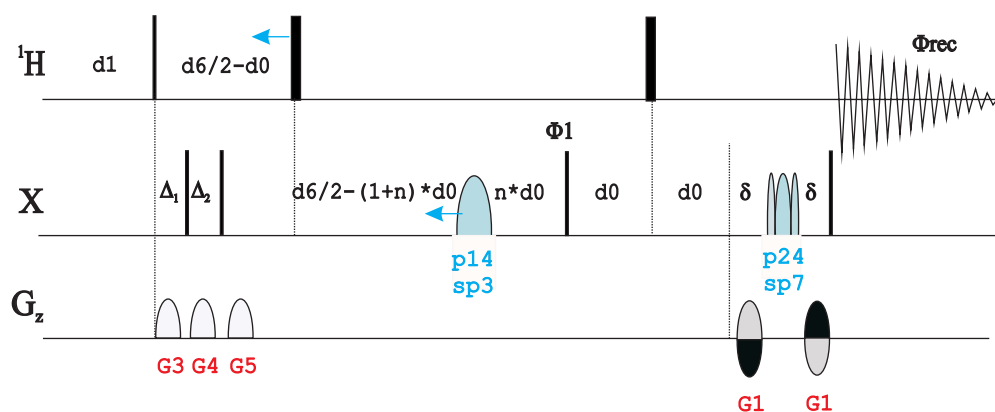 ¹H d1 d6/2-d0 Φrec
Φ1
X Δ₁ Δ₂ d6/2-(1+n)*d0 n*d0 d0 d0 δ δ
p14 p24
sp3 sp7
G_z
G3 G4 G5
G1 G1